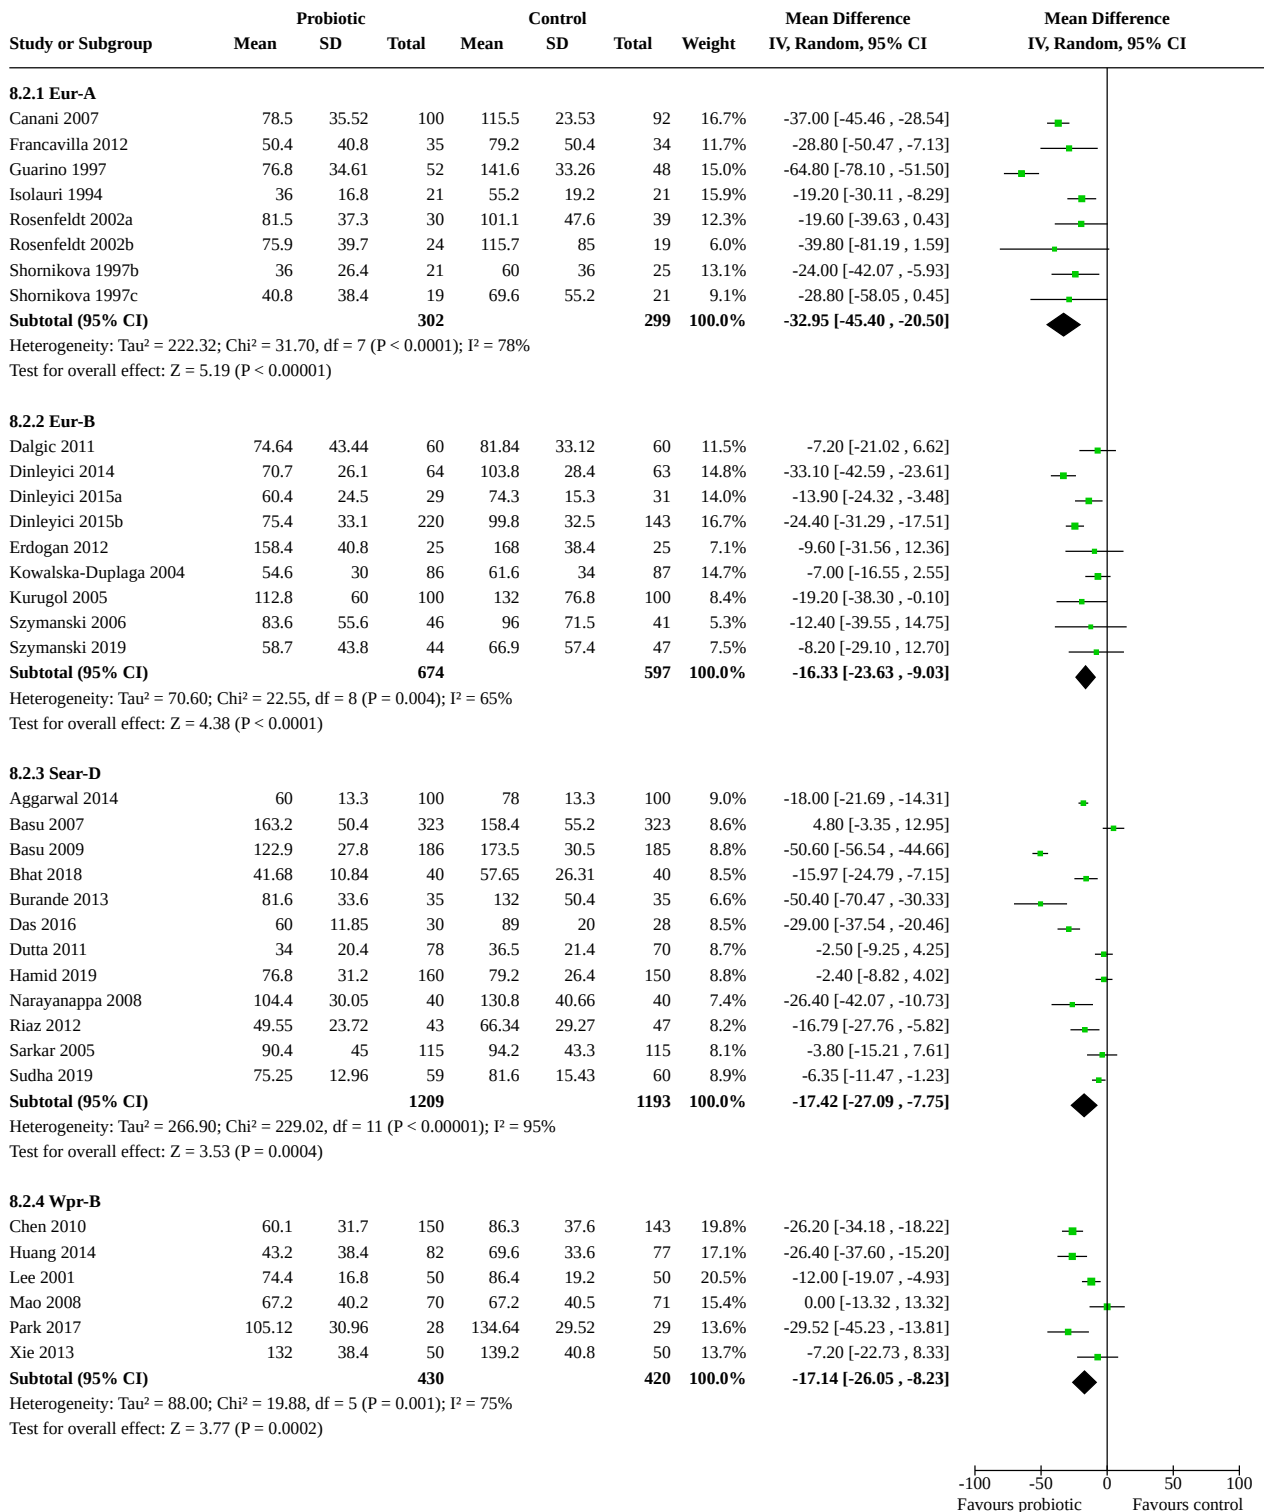 Probiotic Control Mean Difference Mean Difference
Study or Subgroup Mean SD Total Mean SD Total Weight IV, Random, 95% CI IV, Random, 95% CI
8.2.1 Eur-A
Canani 2007 78.5 35.52 100 115.5 23.53 92 16.7% -37.00 [-45.46 , -28.54]
Francavilla 2012 50.4 40.8 35 79.2 50.4 34 11.7% -28.80 [-50.47 , -7.13]
Guarino 1997 76.8 34.61 52 141.6 33.26 48 15.0% -64.80 [-78.10 , -51.50]
Isolauri 1994 36 16.8 21 55.2 19.2 21 15.9% -19.20 [-30.11 , -8.29]
Rosenfeldt 2002a 81.5 37.3 30 101.1 47.6 39 12.3% -19.60 [-39.63 , 0.43]
Rosenfeldt 2002b 75.9 39.7 24 115.7 85 19 6.0% -39.80 [-81.19 , 1.59]
Shornikova 1997b 36 26.4 21 60 36 25 13.1% -24.00 [-42.07 , -5.93]
Shornikova 1997c 40.8 38.4 19 69.6 55.2 21 9.1% -28.80 [-58.05 , 0.45]
Subtotal (95% CI) 302 299 100.0% -32.95 [-45.40 , -20.50]
Heterogeneity: Tau² = 222.32; Chi² = 31.70, df = 7 (P < 0.0001); I² = 78%
Test for overall effect: Z = 5.19 (P < 0.00001)
8.2.2 Eur-B
Dalgic 2011 74.64 43.44 60 81.84 33.12 60 11.5% -7.20 [-21.02 , 6.62]
Dinleyici 2014 70.7 26.1 64 103.8 28.4 63 14.8% -33.10 [-42.59 , -23.61]
Dinleyici 2015a 60.4 24.5 29 74.3 15.3 31 14.0% -13.90 [-24.32 , -3.48]
Dinleyici 2015b 75.4 33.1 220 99.8 32.5 143 16.7% -24.40 [-31.29 , -17.51]
Erdogan 2012 158.4 40.8 25 168 38.4 25 7.1% -9.60 [-31.56 , 12.36]
Kowalska-Duplaga 2004 54.6 30 86 61.6 34 87 14.7% -7.00 [-16.55 , 2.55]
Kurugol 2005 112.8 60 100 132 76.8 100 8.4% -19.20 [-38.30 , -0.10]
Szymanski 2006 83.6 55.6 46 96 71.5 41 5.3% -12.40 [-39.55 , 14.75]
Szymanski 2019 58.7 43.8 44 66.9 57.4 47 7.5% -8.20 [-29.10 , 12.70]
Subtotal (95% CI) 674 597 100.0% -16.33 [-23.63 , -9.03]
Heterogeneity: Tau² = 70.60; Chi² = 22.55, df = 8 (P = 0.004); I² = 65%
Test for overall effect: Z = 4.38 (P < 0.0001)
8.2.3 Sear-D
Aggarwal 2014 60 13.3 100 78 13.3 100 9.0% -18.00 [-21.69 , -14.31]
Basu 2007 163.2 50.4 323 158.4 55.2 323 8.6% 4.80 [-3.35 , 12.95]
Basu 2009 122.9 27.8 186 173.5 30.5 185 8.8% -50.60 [-56.54 , -44.66]
Bhat 2018 41.68 10.84 40 57.65 26.31 40 8.5% -15.97 [-24.79 , -7.15]
Burande 2013 81.6 33.6 35 132 50.4 35 6.6% -50.40 [-70.47 , -30.33]
Das 2016 60 11.85 30 89 20 28 8.5% -29.00 [-37.54 , -20.46]
Dutta 2011 34 20.4 78 36.5 21.4 70 8.7% -2.50 [-9.25 , 4.25]
Hamid 2019 76.8 31.2 160 79.2 26.4 150 8.8% -2.40 [-8.82 , 4.02]
Narayanappa 2008 104.4 30.05 40 130.8 40.66 40 7.4% -26.40 [-42.07 , -10.73]
Riaz 2012 49.55 23.72 43 66.34 29.27 47 8.2% -16.79 [-27.76 , -5.82]
Sarkar 2005 90.4 45 115 94.2 43.3 115 8.1% -3.80 [-15.21 , 7.61]
Sudha 2019 75.25 12.96 59 81.6 15.43 60 8.9% -6.35 [-11.47 , -1.23]
Subtotal (95% CI) 1209 1193 100.0% -17.42 [-27.09 , -7.75]
Heterogeneity: Tau² = 266.90; Chi² = 229.02, df = 11 (P < 0.00001); I² = 95%
Test for overall effect: Z = 3.53 (P = 0.0004)
8.2.4 Wpr-B
Chen 2010 60.1 31.7 150 86.3 37.6 143 19.8% -26.20 [-34.18 , -18.22]
Huang 2014 43.2 38.4 82 69.6 33.6 77 17.1% -26.40 [-37.60 , -15.20]
Lee 2001 74.4 16.8 50 86.4 19.2 50 20.5% -12.00 [-19.07 , -4.93]
Mao 2008 67.2 40.2 70 67.2 40.5 71 15.4% 0.00 [-13.32 , 13.32]
Park 2017 105.12 30.96 28 134.64 29.52 29 13.6% -29.52 [-45.23 , -13.81]
Xie 2013 132 38.4 50 139.2 40.8 50 13.7% -7.20 [-22.73 , 8.33]
Subtotal (95% CI) 430 420 100.0% -17.14 [-26.05 , -8.23]
Heterogeneity: Tau² = 88.00; Chi² = 19.88, df = 5 (P = 0.001); I² = 75%
Test for overall effect: Z = 3.77 (P = 0.0002)
-100 -50 0 50 100
Favours probiotic Favours control